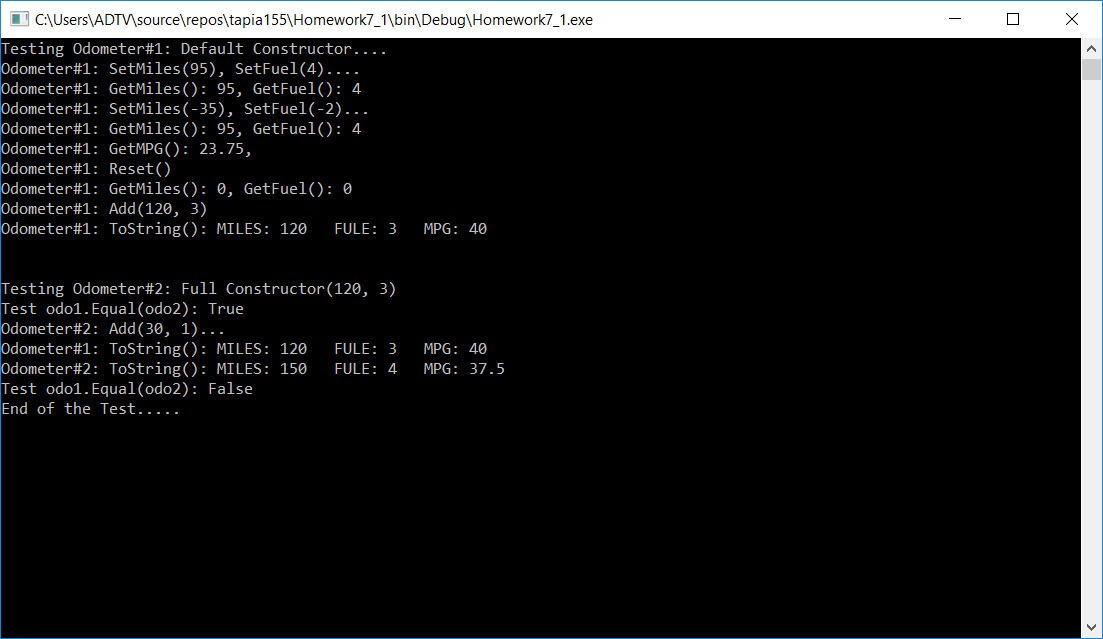 C:\Users\ADTV\source\repos\tapia155\Homework7_1\bin\Debug\Homework7_1.exe
Testing Odometer#1: Default Constructor....
Odometer#1: SetMiles(95), SetFuel(4)....
Odometer#1: GetMiles(): 95, GetFuel(): 4
Odometer#1: SetMiles(-35), SetFuel(-2)...
Odometer#1: GetMiles(): 95, GetFuel(): 4
Odometer#1: GetMPG(): 23.75,
Odometer#1: Reset()
Odometer#1: GetMiles(): 0, GetFuel(): 0
Odometer#1: Add(120, 3)
Odometer#1: ToString(): MILES: 120   FULE: 3   MPG: 40
Testing Odometer#2: Full Constructor(120, 3)
Test odo1.Equal(odo2): True
Odometer#2: Add(30, 1)...
Odometer#1: ToString(): MILES: 120   FULE: 3   MPG: 40
Odometer#2: ToString(): MILES: 150   FULE: 4   MPG: 37.5
Test odo1.Equal(odo2): False
End of the Test.....